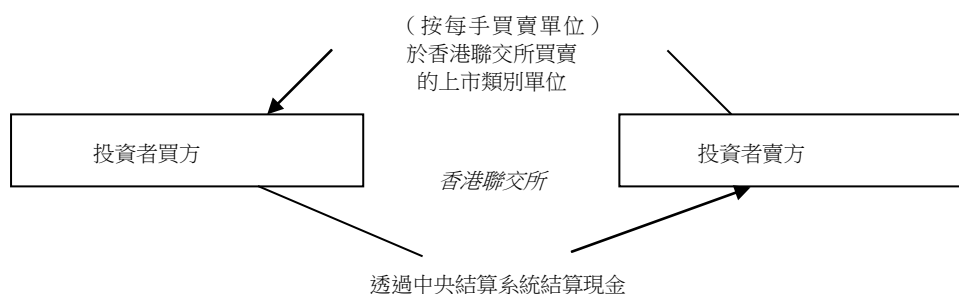 （按每手買賣單位）
於香港聯交所買賣
的上市類別單位
投資者買方
投資者賣方
香港聯交所
透過中央結算系統結算現金